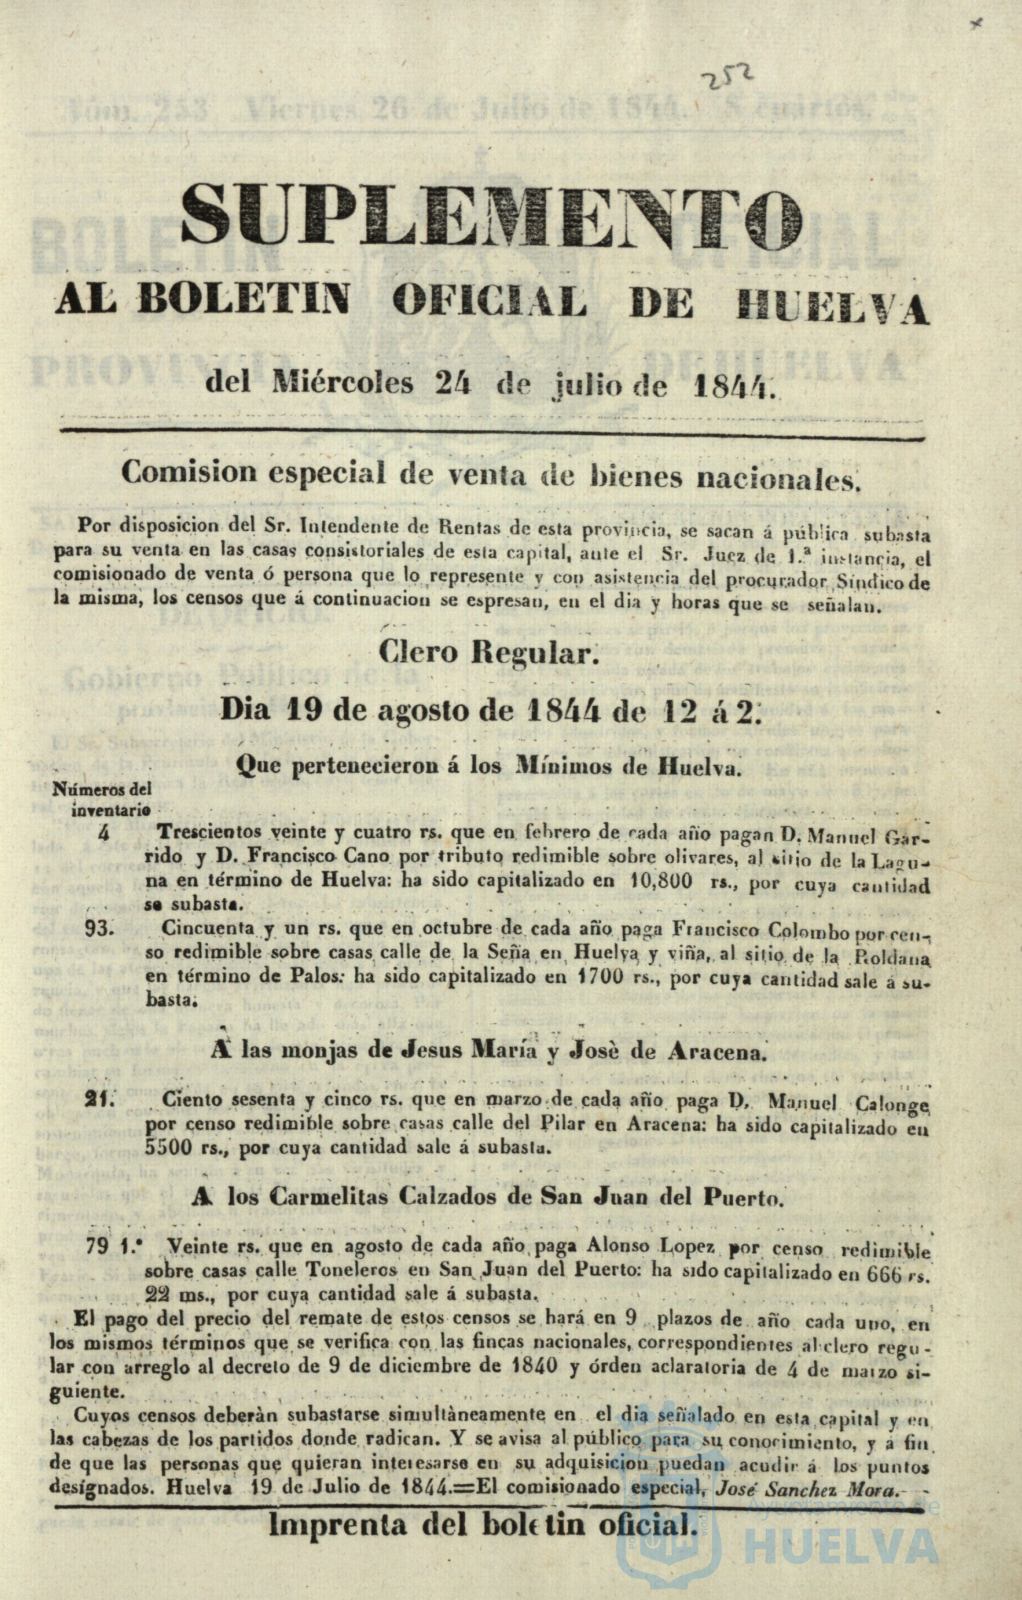 252
SUPLEMENTO
AL BOLETIN OFICIAL DE HUELVA
del Miércoles 24 de julio de 1844.
Comision especial de venta de bienes nacionales.
Por disposicion del Sr. Intendente de Rentas de esta provincia, se sacan á pública subasta
para su venta en las casas consistoriales de esta capital, ante el Sr. Juez de 1.ª instancia, el
comisionado de venta ó persona que lo represente y con asistencia del procurador Síndico de
la misma, los censos que á continuacion se espresan, en el dia y horas que se señalan.
Clero Regular.
Dia 19 de agosto de 1844 de 12 á 2.
Que pertenecieron á los Mínimos de Huelva.
Números del
inventario
4 Trescientos veinte y cuatro rs. que en febrero de cada año pagan D. Manuel Gar-
rido y D. Francisco Cano por tributo redimible sobre olivares, al sitio de la Lagu-
na en término de Huelva: ha sido capitalizado en 10,800 rs., por cuya cantidad
se subasta.
93. Cincuenta y un rs. que en octubre de cada año paga Francisco Colombo por cen-
so redimible sobre casas calle de la Seña en Huelva y viña, al sitio de la Roldana
en término de Palos: ha sido capitalizado en 1700 rs., por cuya cantidad sale á su-
basta.
A las monjas de Jesus María y Josè de Aracena.
21. Ciento sesenta y cinco rs. que en marzo de cada año paga D. Manuel Calonge
por censo redimible sobre casas calle del Pilar en Aracena: ha sido capitalizado en
5500 rs., por cuya cantidad sale á subasta.
A los Carmelitas Calzados de San Juan del Puerto.
79 1.º Veinte rs. que en agosto de cada año paga Alonso Lopez por censo redimible
sobre casas calle Toneleros en San Juan del Puerto: ha sido capitalizado en 666 rs.
22 ms., por cuya cantidad sale á subasta.
El pago del precio del remate de estos censos se hará en 9 plazos de año cada uno, en
los mismos términos que se verifica con las fincas nacionales, correspondientes al clero regu-
lar con arreglo al decreto de 9 de diciembre de 1840 y órden aclaratoria de 4 de marzo si-
guiente.
Cuyos censos deberàn subastarse simultàneamente en el dia señalado en esta capital y en
las cabezas de los partidos donde radican. Y se avisa al público para su conocimiento, y á fin
de que las personas que quieran interesarse en su adquisicion puedan acudir á los puntos
designados. Huelva 19 de Julio de 1844.=El comisionado especial, José Sanchez Mora.
Imprenta del boletin oficial.
Ayuntamiento de
HUELVA